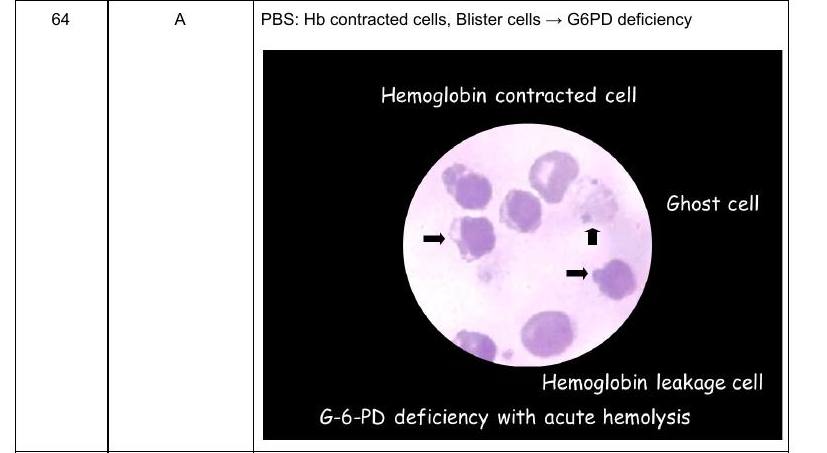 64
A
PBS: Hb contracted cells, Blister cells → G6PD deficiency
Hemoglobin contracted cell
Ghost cell
Hemoglobin leakage cell
G-6-PD deficiency with acute hemolysis